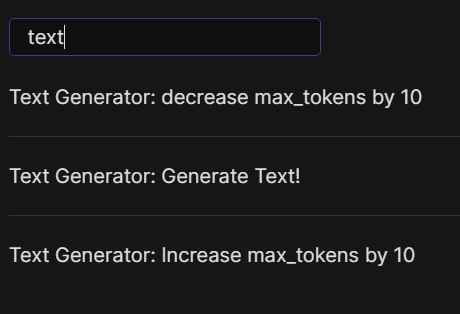 text
Text Generator: decrease max_tokens by 10
Text Generator: Generate Text!
Text Generator: Increase max_tokens by 10